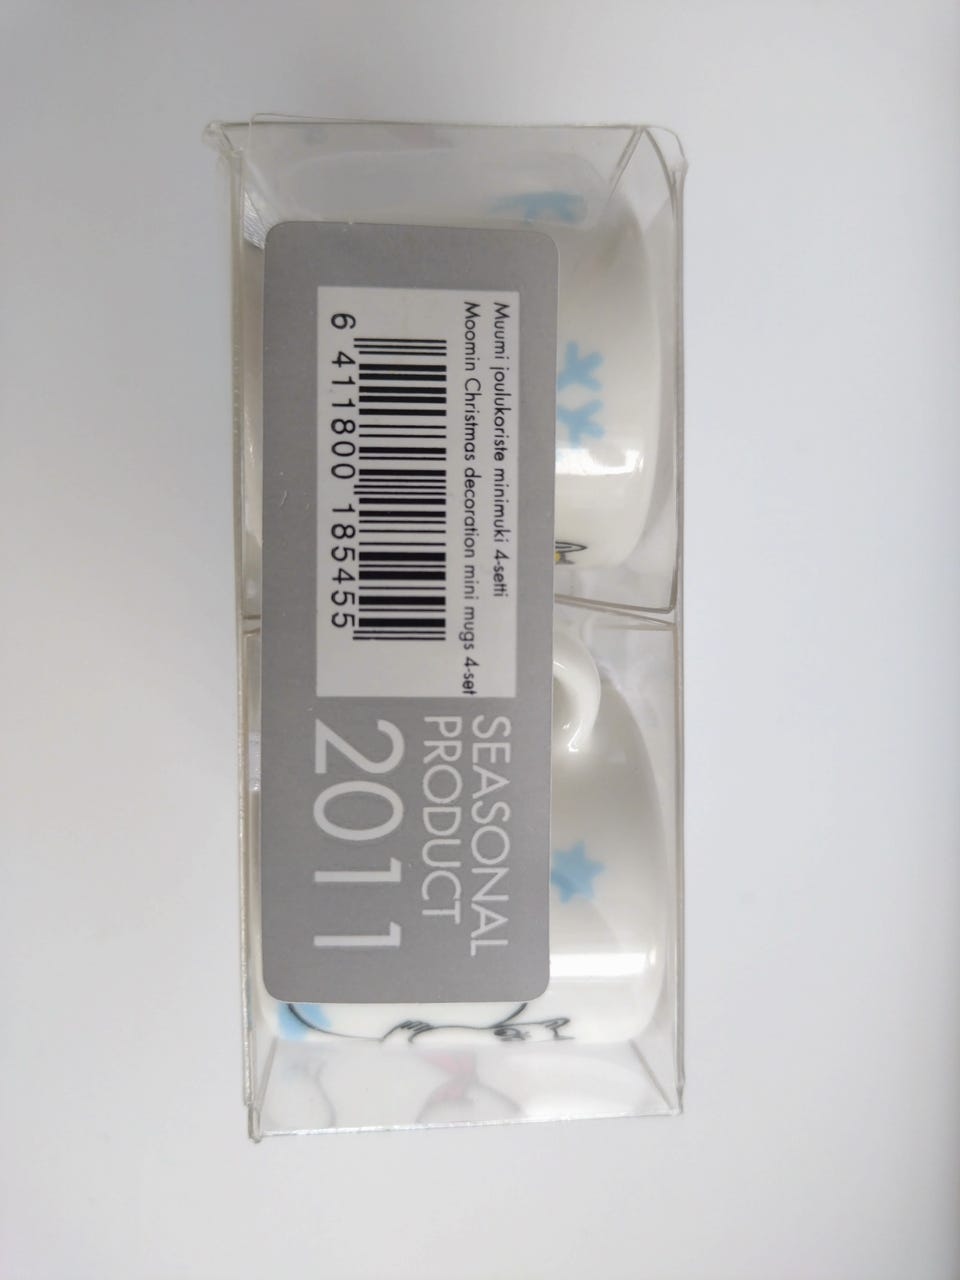 Muumi joulukoriste minimuki 4-setti
Moomin Christmas decoration mini mugs 4-set
6 411800 185455
SEASONAL
PRODUCT
2011